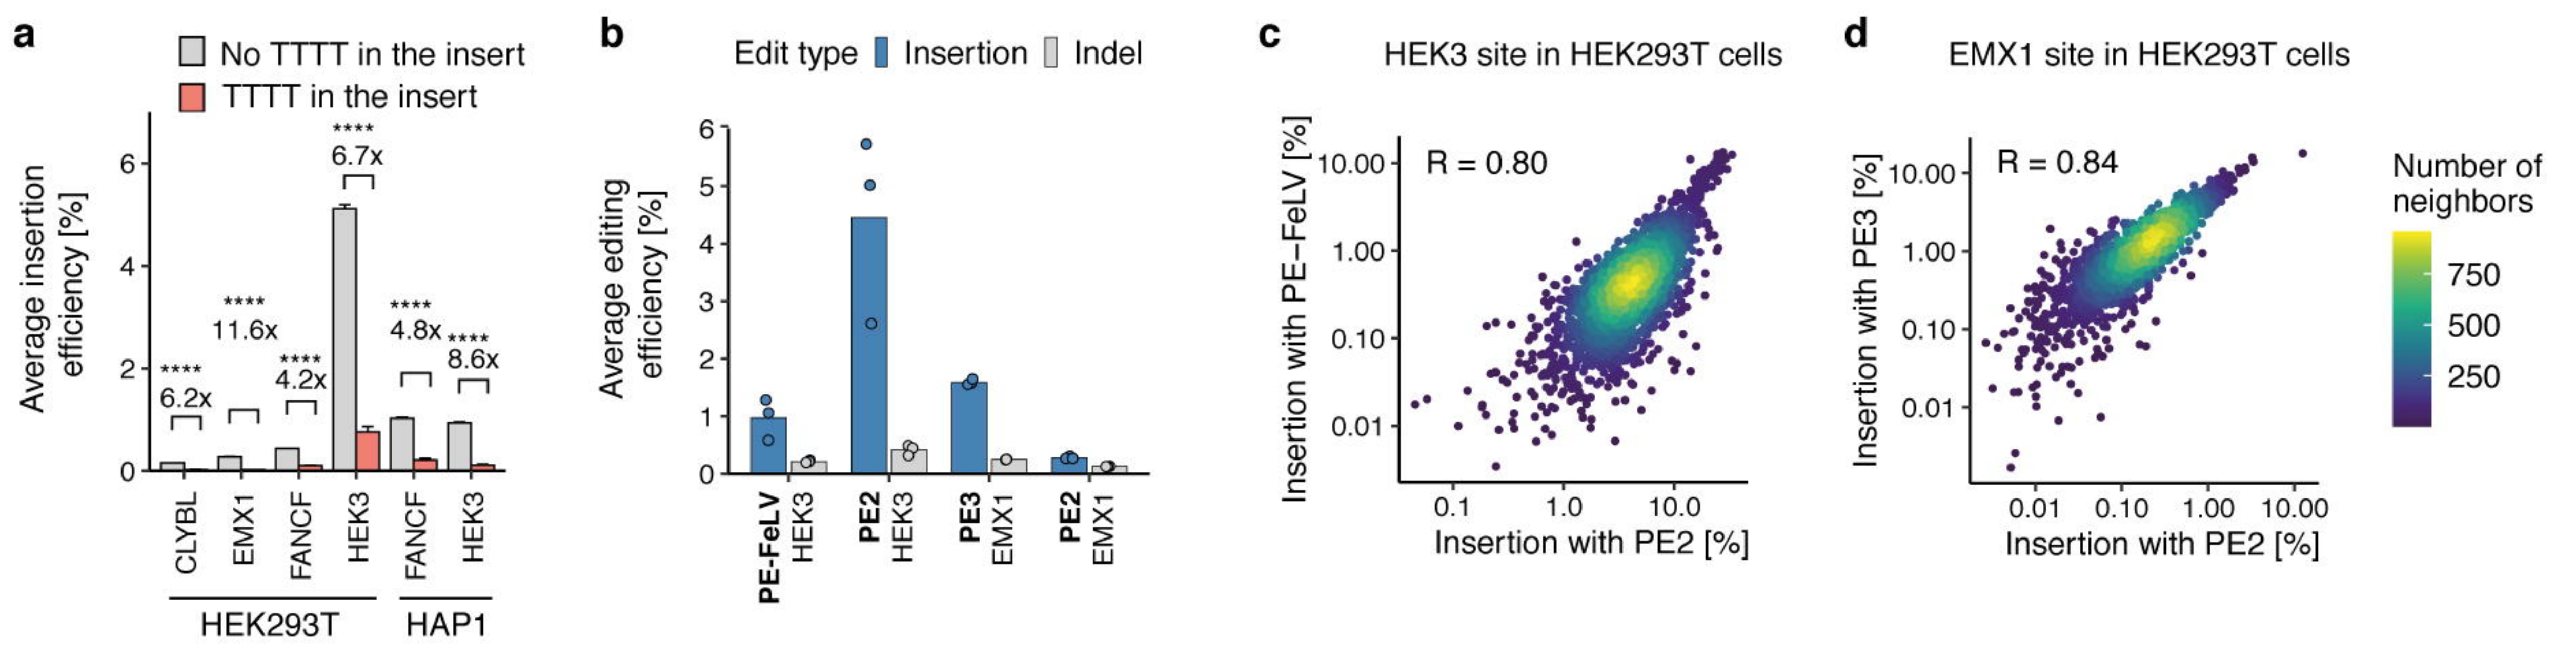 a
No TTTT in the insert
TTTT in the insert
Average insertion
efficiency [%]
6
4
2
0
****
6.2x
****
11.6x
****
4.2x
****
6.7x
****
4.8x
****
8.6x
CLYBL
EMX1
FANCF
HEK3
FANCF
HEK3
HEK293T
HAP1
b
Edit type
Insertion
Indel
Average editing
efficiency [%]
6
5
4
3
2
1
0
PE-FeLV
HEK3
PE2
HEK3
PE3
EMX1
PE2
EMX1
c
HEK3 site in HEK293T cells
Insertion with PE−FeLV [%]
10.00
1.00
0.10
0.01
R = 0.80
0.1
1.0
10.0
Insertion with PE2 [%]
d
EMX1 site in HEK293T cells
Insertion with PE3 [%]
10.00
1.00
0.10
0.01
R = 0.84
0.01
0.10
1.00
10.00
Insertion with PE2 [%]
Number of
neighbors
750
500
250